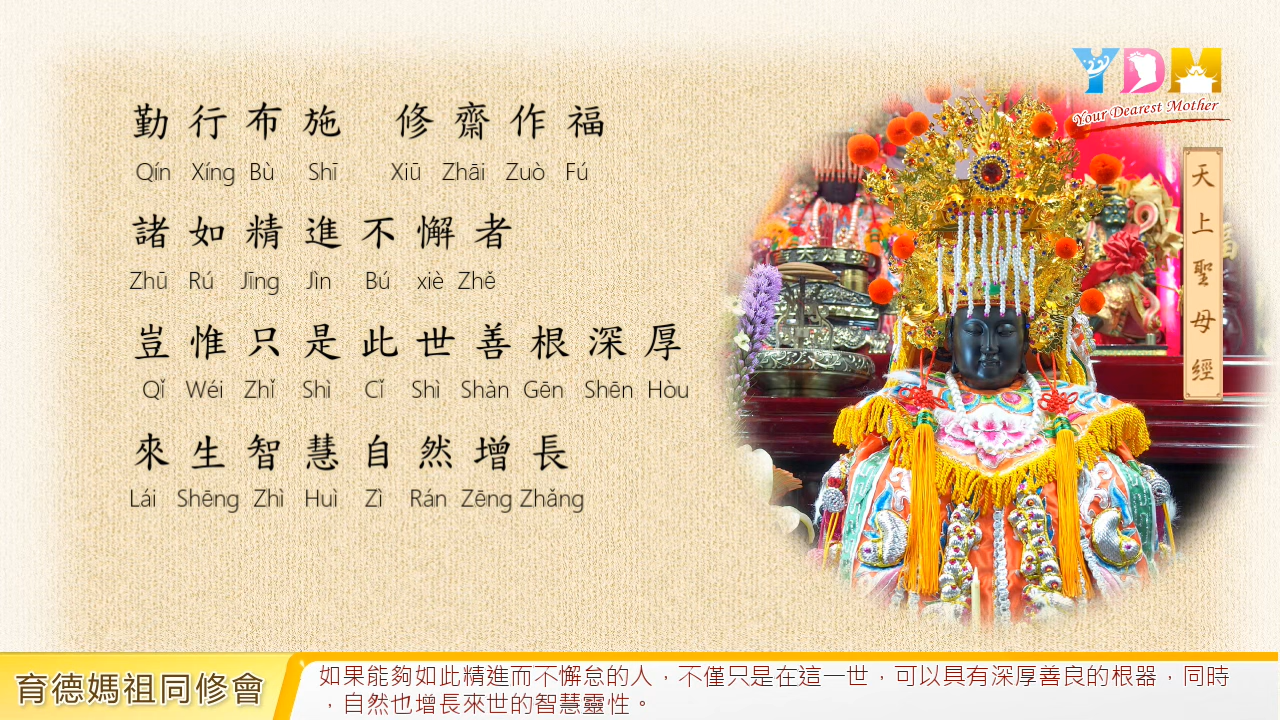 勤行布施 修齋作福
Qín Xíng Bù Shī Xiū Zhāi Zuò Fú
諸如精進不懈者
Zhū Rú Jīng Jìn Bú xiè Zhě
豈惟只是此世善根深厚
Qǐ Wéi Zhǐ Shì Cǐ Shì Shàn Gēn Shēn Hòu
來生智慧自然增長
Lái Shēng Zhì Huì Zì Rán Zēng Zhǎng
YDM
Your Dearest Mother
天上聖母經
育德媽祖同修會
如果能夠如此精進而不懈怠的人，不僅只是在這一世，可以具有深厚善良的根器，同時
，自然也增長來世的智慧靈性。